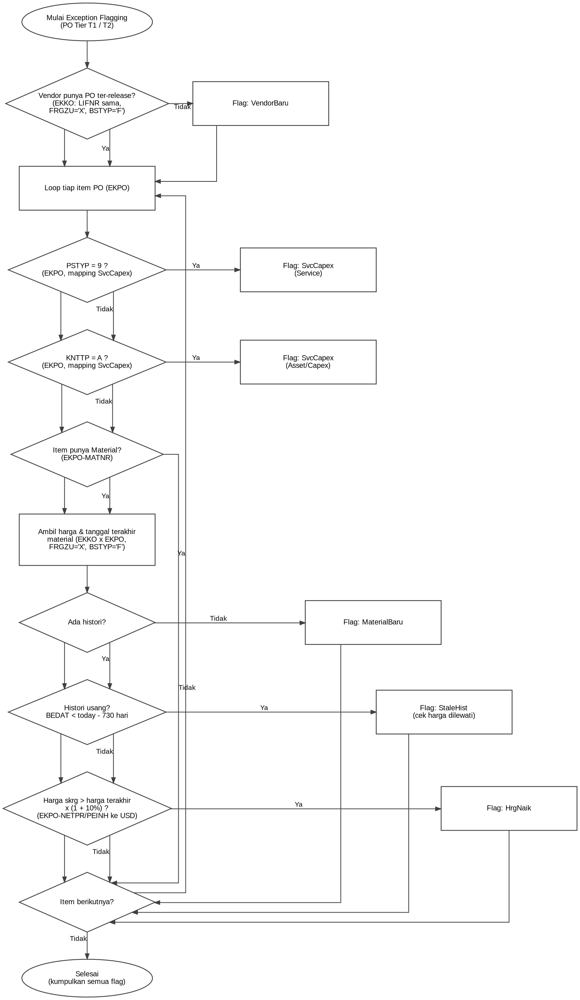 Mulai Exception Flagging
(PO Tier T1 / T2)
Vendor punya PO ter-release?
(EKKO: LIFNR sama,
FRGZU='X', BSTYP='F')
Tidak
Flag: VendorBaru
Ya
Loop tiap item PO (EKPO)
PSTYP = 9 ?
(EKPO, mapping SvcCapex)
Ya
Flag: SvcCapex
(Service)
Tidak
KNTTP = A ?
(EKPO, mapping SvcCapex)
Ya
Flag: SvcCapex
(Asset/Capex)
Tidak
Item punya Material?
(EKPO-MATNR)
Ya
Ambil harga & tanggal terakhir
material (EKKO x EKPO,
FRGZU='X', BSTYP='F')
Ya
Ada histori?
Tidak
Flag: MaterialBaru
Ya
Tidak
Histori usang?
BEDAT < today - 730 hari
Ya
Flag: StaleHist
(cek harga dilewati)
Tidak
Harga skrg > harga terakhir
x (1 + 10%) ?
(EKPO-NETPR/PEINH ke USD)
Ya
Flag: HrgNaik
Tidak
Item berikutnya?
Tidak
Selesai
(kumpulkan semua flag)